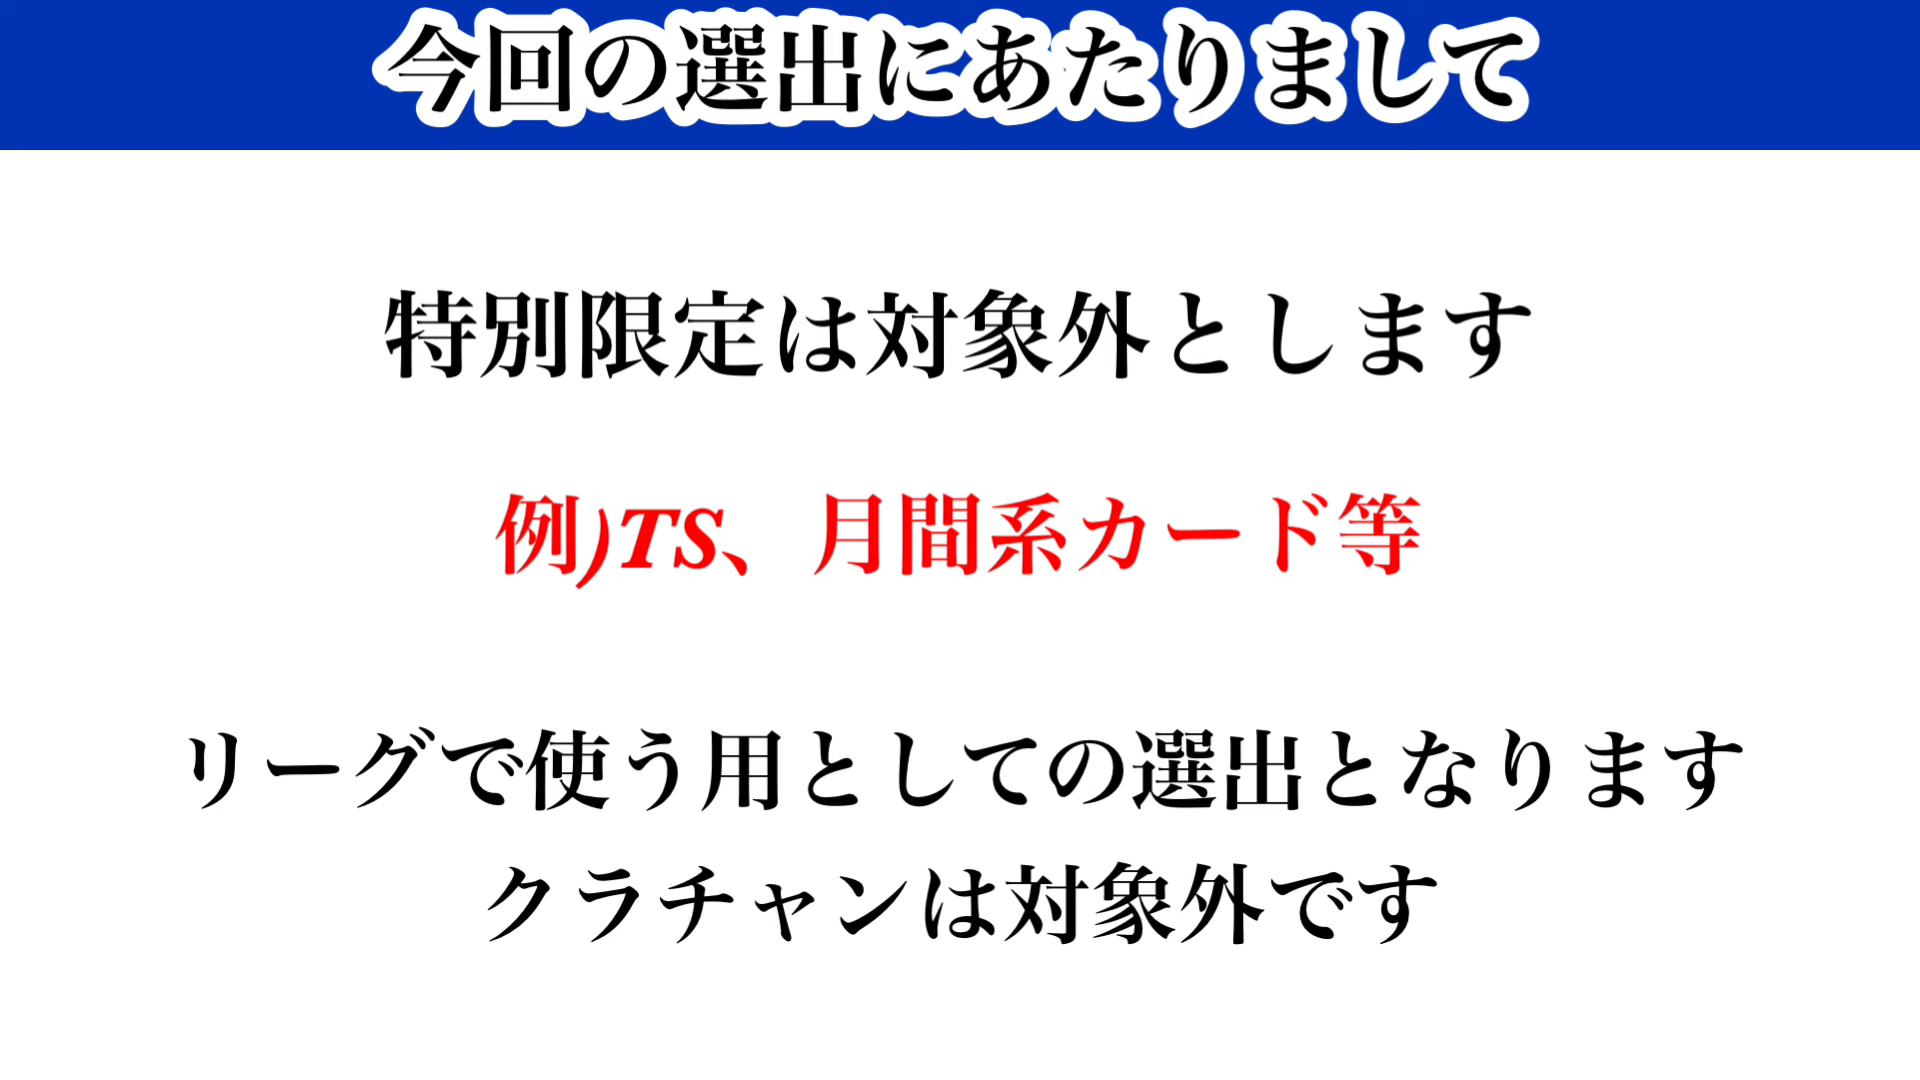 今回の選出にあたりまして
特別限定は対象外とします
例)TS、月間系カード等
リーグで使う用としての選出となります
クラチャンは対象外です